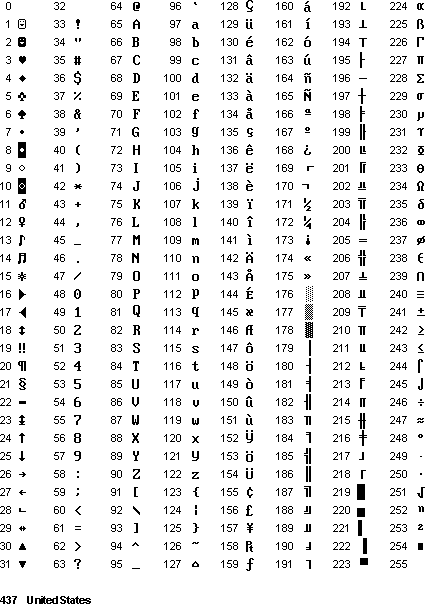 0 32 64 @ 96 ` 128 Ç 160 á 192 └ 224 α
1 ☺ 33 ! 65 A 97 a 129 ü 161 í 193 ┴ 225 ß
2 ☻ 34 " 66 B 98 b 130 é 162 ó 194 ┬ 226 Γ
3 ♥ 35 # 67 C 99 c 131 â 163 ú 195 ├ 227 π
4 ♦ 36 $ 68 D 100 d 132 ä 164 ñ 196 ─ 228 Σ
5 ♣ 37 % 69 E 101 e 133 à 165 Ñ 197 ┼ 229 σ
6 ♠ 38 & 70 F 102 f 134 å 166 ª 198 ╞ 230 µ
7 • 39 ' 71 G 103 g 135 ç 167 º 199 ╟ 231 τ
8 ◘ 40 ( 72 H 104 h 136 ê 168 ¿ 200 ╚ 232 Φ
9 ○ 41 ) 73 I 105 i 137 ë 169 ⌐ 201 ╔ 233 Θ
10 ◙ 42 * 74 J 106 j 138 è 170 ¬ 202 ╩ 234 Ω
11 ♂ 43 + 75 K 107 k 139 ï 171 ½ 203 ╦ 235 δ
12 ♀ 44 , 76 L 108 l 140 î 172 ¼ 204 ╠ 236 ∞
13 ♪ 45 - 77 M 109 m 141 ì 173 ¡ 205 ═ 237 φ
14 ♫ 46 . 78 N 110 n 142 Ä 174 « 206 ╬ 238 ε
15 ☼ 47 / 79 O 111 o 143 Å 175 » 207 ╧ 239 ∩
16 ► 48 0 80 P 112 p 144 É 176 ░ 208 ╨ 240 ≡
17 ◄ 49 1 81 Q 113 q 145 æ 177 ▒ 209 ╤ 241 ±
18 ↕ 50 2 82 R 114 r 146 Æ 178 ▓ 210 ╥ 242 ≥
19 ‼ 51 3 83 S 115 s 147 ô 179 │ 211 ╙ 243 ≤
20 ¶ 52 4 84 T 116 t 148 ö 180 ┤ 212 ╘ 244 ⌠
21 § 53 5 85 U 117 u 149 ò 181 ╡ 213 ╒ 245 ⌡
22 ▬ 54 6 86 V 118 v 150 û 182 ╢ 214 ╓ 246 ÷
23 ↨ 55 7 87 W 119 w 151 ù 183 ╖ 215 ╫ 247 ≈
24 ↑ 56 8 88 X 120 x 152 ÿ 184 ╕ 216 ╪ 248 °
25 ↓ 57 9 89 Y 121 y 153 Ö 185 ╣ 217 ┘ 249 ∙
26 → 58 : 90 Z 122 z 154 Ü 186 ║ 218 ┌ 250 ·
27 ← 59 ; 91 [ 123 { 155 ¢ 187 ╗ 219 █ 251 √
28 ∟ 60 < 92 \ 124 ¦ 156 £ 188 ╝ 220 ▄ 252 ⁿ
29 ↔ 61 = 93 ] 125 } 157 ¥ 189 ╜ 221 ▌ 253 ²
30 ▲ 62 > 94 ^ 126 ~ 158 ₧ 190 ╛ 222 ▐ 254 ■
31 ▼ 63 ? 95 _ 127 ⌂ 159 ƒ 191 ┐ 223 ▀ 255
437 United States